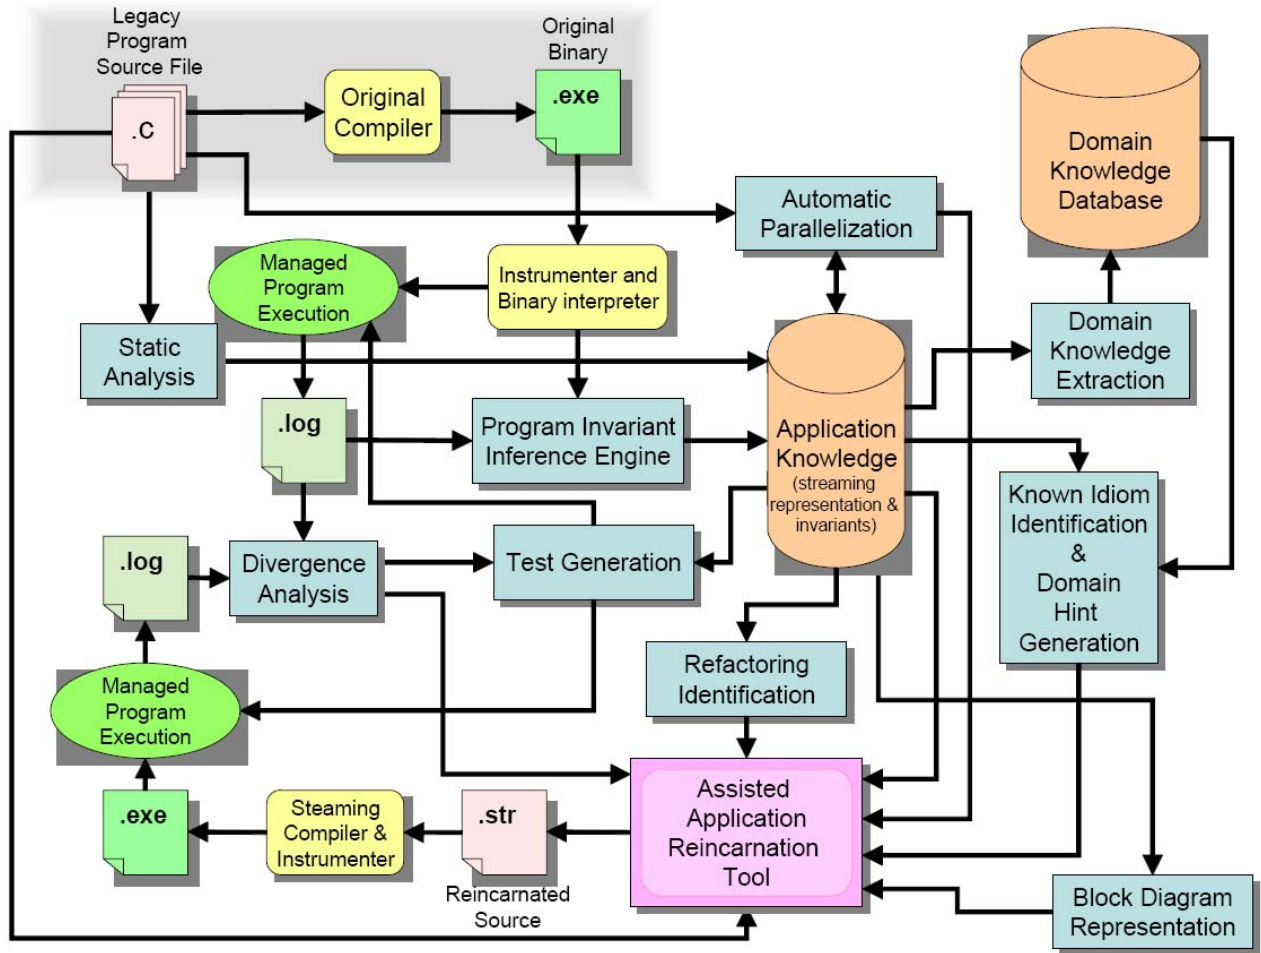 Legacy
Program
Source File
.C
Original
Compiler
Original
Binary
.exe
Domain
Knowledge
Database
Automatic
Parallelization
Managed
Program
Execution
Instrumenter and
Binary interpreter
Static
Analysis
Domain
Knowledge
Extraction
.log
Program Invariant
Inference Engine
Application
Knowledge
(streaming
representation &
invariants)
Known Idiom
Identification
&
Domain
Hint
Generation
.log
Divergence
Analysis
Test Generation
Refactoring
Identification
Managed
Program
Execution
.exe
Steaming
Compiler &
Instrumenter
.str
Reincarnated
Source
Assisted
Application
Reincarnation
Tool
Block Diagram
Representation